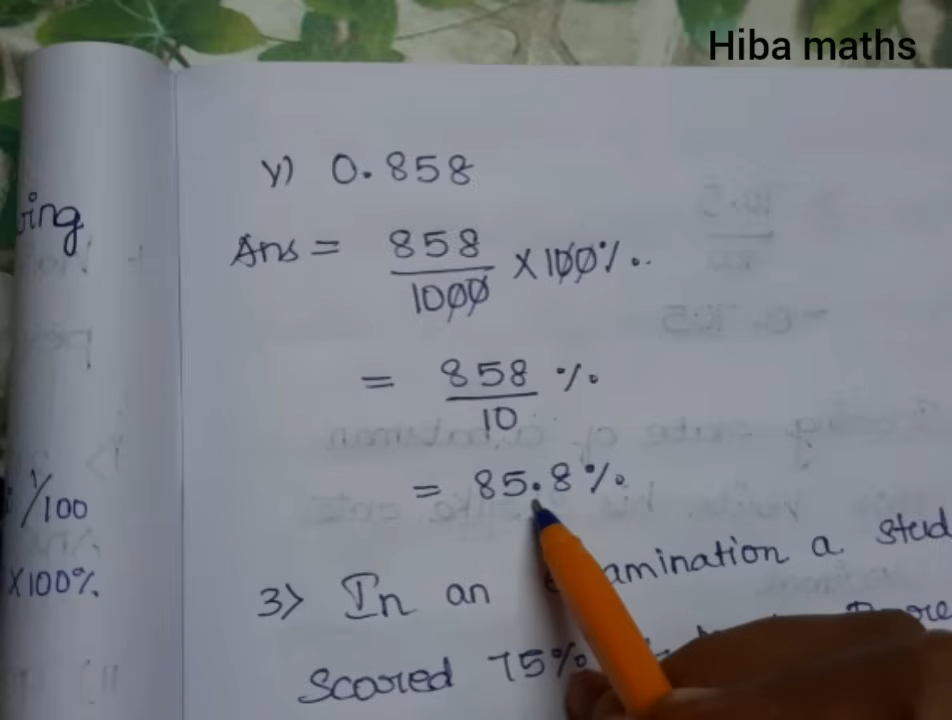 Hiba maths
v) 0.858
Ans = 858/1000 × 100%
= 858/10 %
= 85.8%
3) In an amination a stud
Scored 75%
ing
/100
×100%